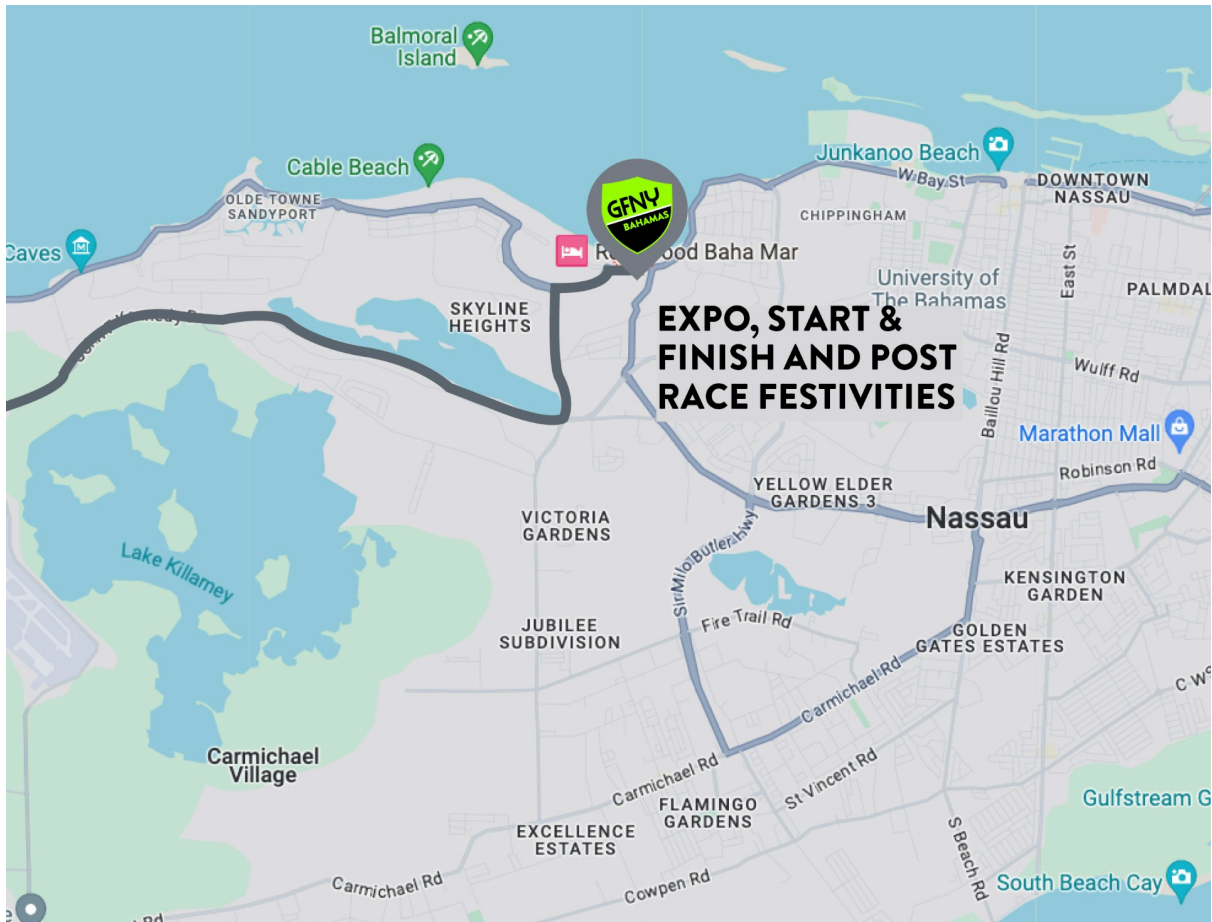 Balmoral
Island
Junkanoo Beach
Cable Beach
W Bay St
DOWNTOWN
NASSAU
OLDE TOWNE
SANDYPORT
GFNY
BAHAMAS
CHIPPINGHAM
Caves
Baha Mar
University of
The Bahamas
East St
PALMDAL
SKYLINE
HEIGHTS
EXPO, START &
FINISH AND POST
RACE FESTIVITIES
Wulff Rd
Baillou Hill Rd
Marathon Mall
Robinson Rd
YELLOW ELDER
GARDENS 3
Nassau
VICTORIA
GARDENS
Sir Milo Butler Hwy
Lake Killarney
KENSINGTON
GARDEN
JUBILEE
SUBDIVISION
Fire Trail Rd
GOLDEN
GATES ESTATES
Carmichael Rd
C W
Carmichael
Village
Carmichael Rd
St Vincent Rd
FLAMINGO
GARDENS
Gulfstream G
EXCELLENCE
ESTATES
S Beach Rd
Carmichael Rd
Cowpen Rd
South Beach Cay
Rd